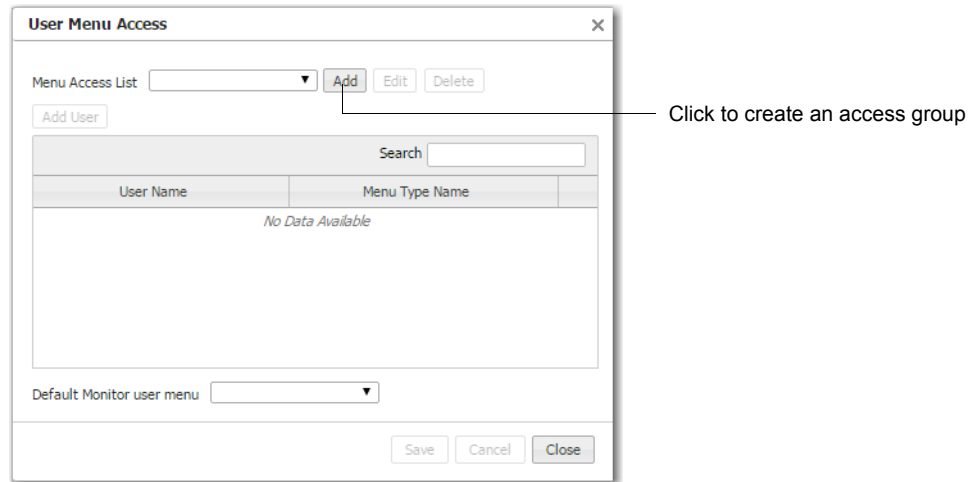 User Menu Access
Menu Access List Add Edit Delete
Click to create an access group
Add User
Search
User Name Menu Type Name
No Data Available
Default Monitor user menu
Save Cancel Close